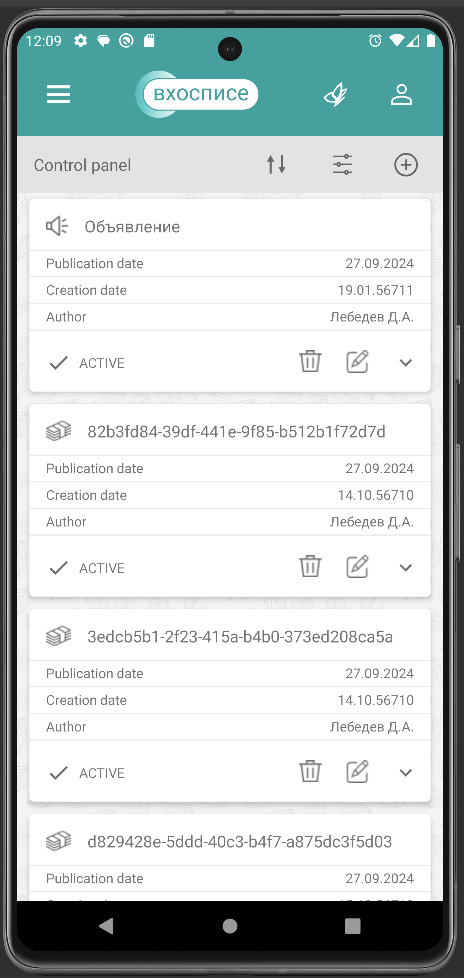 12:09
вхосписе
Control panel
Объявление
Publication date 27.09.2024
Creation date 19.01.56711
Author Лебедев Д.А.
ACTIVE
82b3fd84-39df-441e-9f85-b512b1f72d7d
Publication date 27.09.2024
Creation date 14.10.56710
Author Лебедев Д.А.
ACTIVE
3edcb5b1-2f23-415a-b4b0-373ed208ca5a
Publication date 27.09.2024
Creation date 14.10.56710
Author Лебедев Д.А.
ACTIVE
d829428e-5ddd-40c3-b4f7-a875dc3f5d03
Publication date 27.09.2024